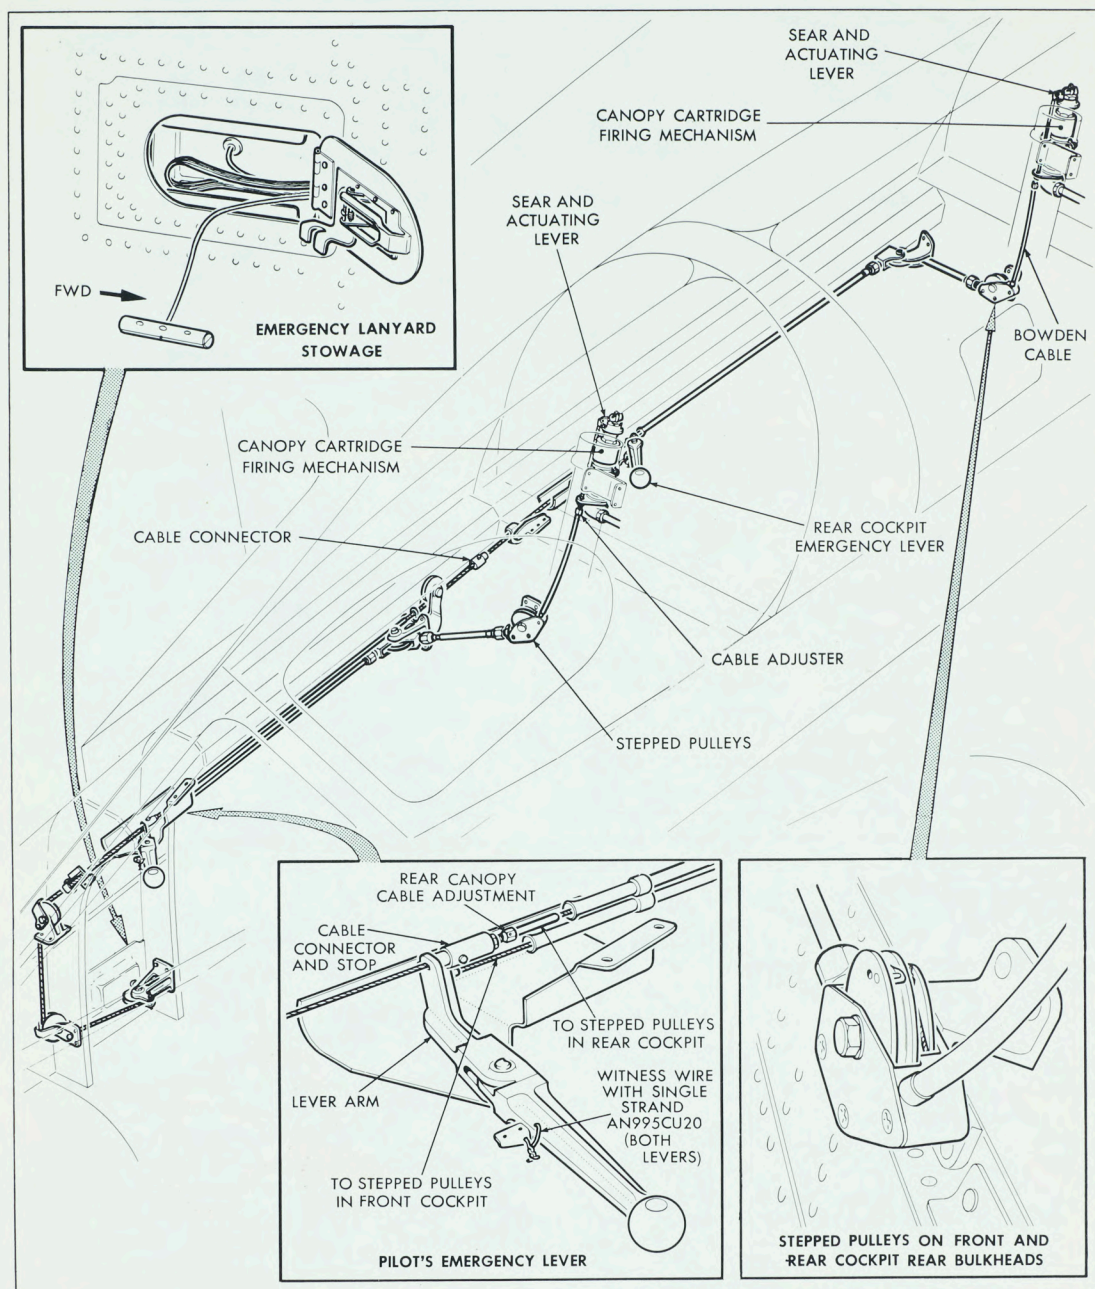 SEAR AND
ACTUATING
LEVER
CANOPY CARTRIDGE
FIRING MECHANISM
SEAR AND
ACTUATING
LEVER
FWD
EMERGENCY LANYARD
STOWAGE
BOWDEN
CABLE
CANOPY CARTRIDGE
FIRING MECHANISM
CABLE CONNECTOR
REAR COCKPIT
EMERGENCY LEVER
CABLE ADJUSTER
STEPPED PULLEYS
REAR CANOPY
CABLE ADJUSTMENT
CABLE
CONNECTOR
AND STOP
TO STEPPED PULLEYS
IN REAR COCKPIT
LEVER ARM
WITNESS WIRE
WITH SINGLE
STRAND
AN995CU20
(BOTH
LEVERS)
TO STEPPED PULLEYS
IN FRONT COCKPIT
PILOT'S EMERGENCY LEVER
STEPPED PULLEYS ON FRONT AND
REAR COCKPIT REAR BULKHEADS